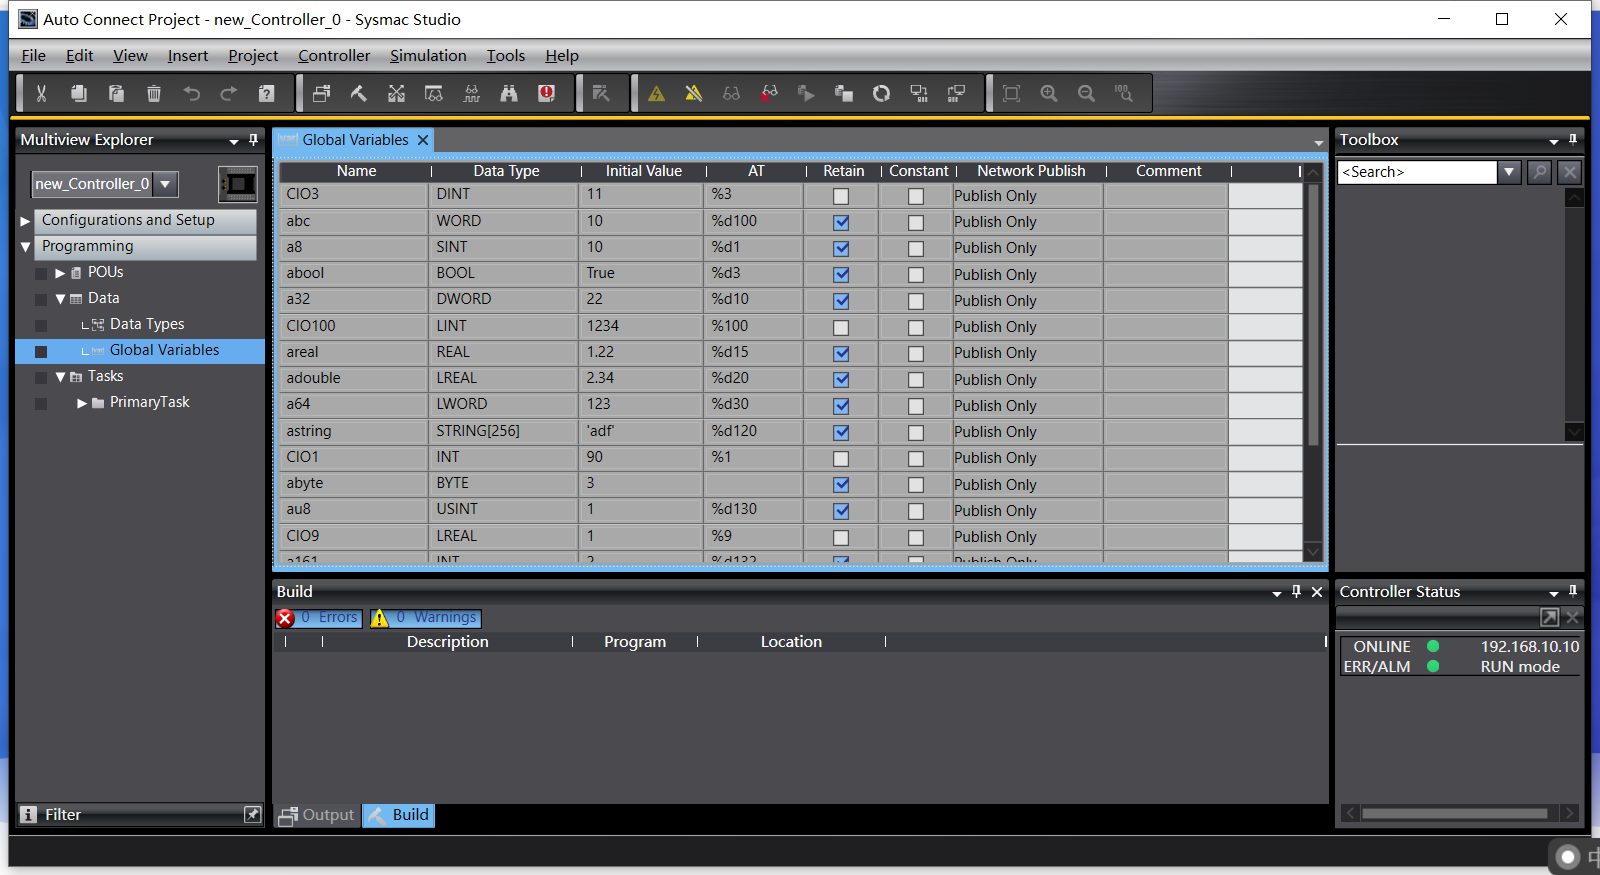 Auto Connect Project - new_Controller_0 - Sysmac Studio
File Edit View Insert Project Controller Simulation Tools Help
Multiview Explorer
new_Controller_0
Configurations and Setup
Programming
POUs
Data
Data Types
Global Variables
Tasks
PrimaryTask
Filter
Global Variables
Name Data Type Initial Value AT Retain Constant Network Publish Comment
CIO3 DINT 11 %3 Publish Only
abc WORD 10 %d100 Publish Only
a8 SINT 10 %d1 Publish Only
abool BOOL True %d3 Publish Only
a32 DWORD 22 %d10 Publish Only
CIO100 LINT 1234 %100 Publish Only
areal REAL 1.22 %d15 Publish Only
adouble LREAL 2.34 %d20 Publish Only
a64 LWORD 123 %d30 Publish Only
astring STRING[256] 'adf' %d120 Publish Only
CIO1 INT 90 %1 Publish Only
abyte BYTE 3 Publish Only
au8 USINT 1 %d130 Publish Only
CIO9 LREAL 1 %9 Publish Only
a161 INT 2 %d132 Publish Only
Build
0 Errors 0 Warnings
Description Program Location
Output Build
Toolbox
<Search>
Controller Status
ONLINE 192.168.10.10
ERR/ALM RUN mode
中